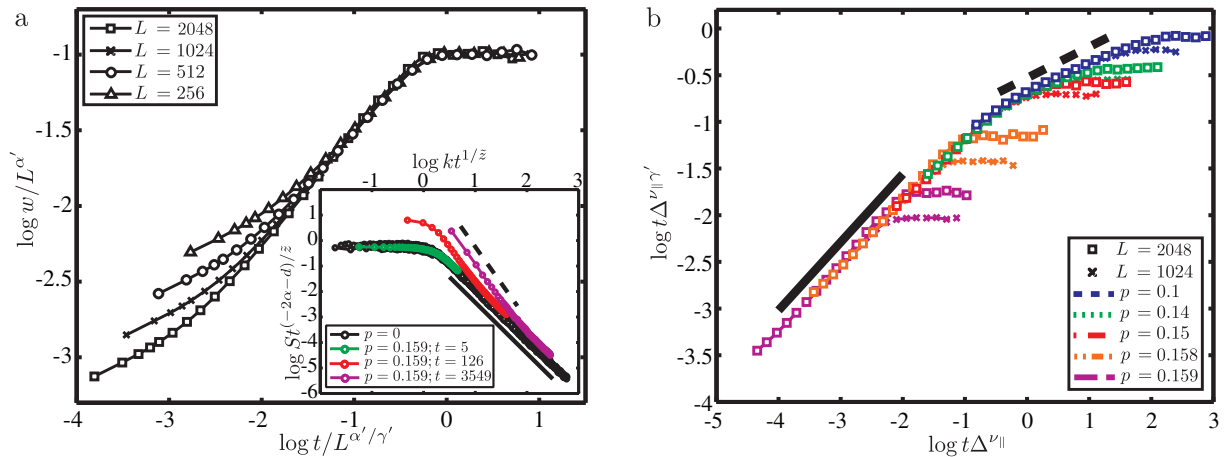 a
L = 2048
L = 1024
L = 512
L = 256
log w/L^{α′}
-1
-1.5
-2
-2.5
-3
-4 -3 -2 -1 0 1
log t/L^{α′/γ′}
log kt^{1/z̃}
-1 0 1 2
log St^{(-2α-d)/z̃}
2
1
0
-1
-2
-3
-4
-5
-6
p = 0
p = 0.159; t = 5
p = 0.159; t = 126
p = 0.159; t = 3549
b
log tΔ^{ν∥γ′}
0
-0.5
-1
-1.5
-2
-2.5
-3
-3.5
-4
-5 -4 -3 -2 -1 0 1 2 3
log tΔ^{ν∥}
L = 2048
L = 1024
p = 0.1
p = 0.14
p = 0.15
p = 0.158
p = 0.159